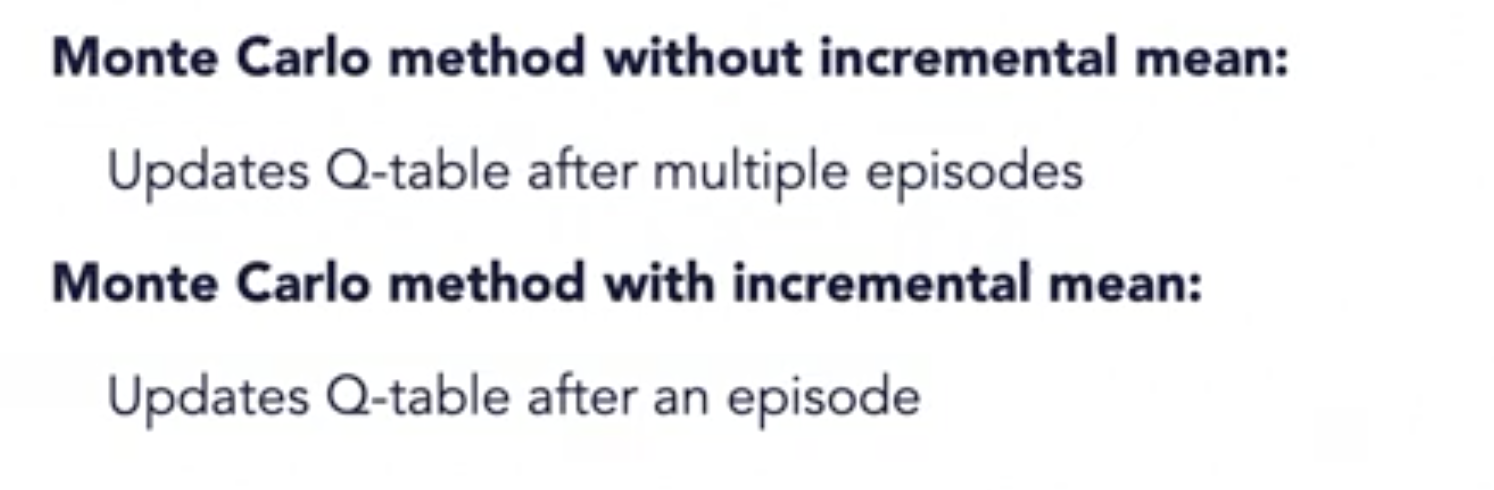 Monte Carlo method without incremental mean:
Updates Q-table after multiple episodes
Monte Carlo method with incremental mean:
Updates Q-table after an episode